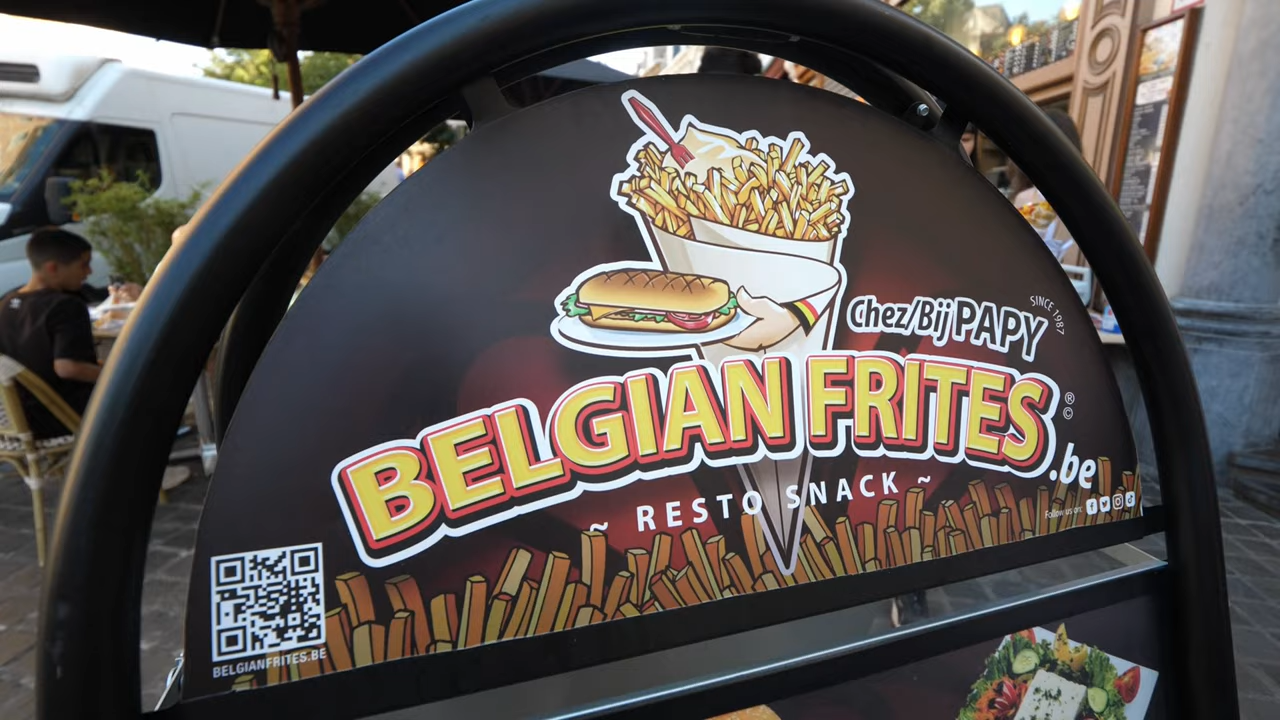 Chez/Bij PAPY
SINCE 1987
BELGIAN FRITES
® ©
.be
~ RESTO SNACK ~
Follow us on:
BELGIANFRITES.BE